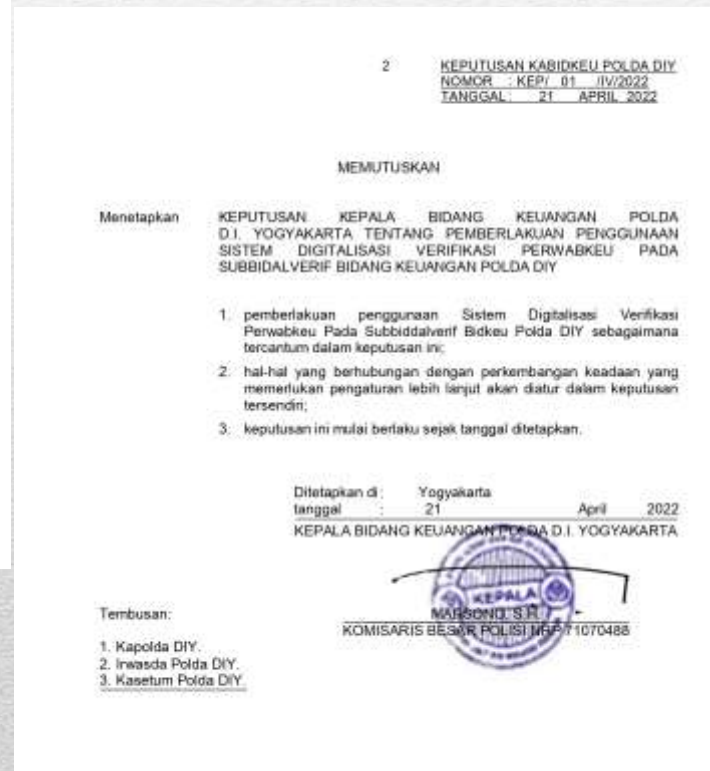 2
KEPUTUSAN KABIDKEU POLDA DIY
NOMOR : KEP/ 01 /IV/2022
TANGGAL : 21 APRIL 2022
MEMUTUSKAN
Menetapkan KEPUTUSAN KEPALA BIDANG KEUANGAN POLDA
D.I. YOGYAKARTA TENTANG PEMBERLAKUAN PENGGUNAAN
SISTEM DIGITALISASI VERIFIKASI PERWABKEU PADA
SUBBIDALVERIF BIDANG KEUANGAN POLDA DIY
1. pemberlakuan penggunaan Sistem Digitalisasi Verifikasi
Perwabkeu Pada Subbiddalverif Bidkeu Polda DIY sebagaimana
tercantum dalam keputusan ini;
2. hal-hal yang berhubungan dengan perkembangan keadaan yang
memerlukan pengaturan lebih lanjut akan diatur dalam keputusan
tersendiri;
3. keputusan ini mulai berlaku sejak tanggal ditetapkan.
Ditetapkan di : Yogyakarta
tanggal : 21 April 2022
KEPALA BIDANG KEUANGAN POLDA D.I. YOGYAKARTA
KEPALA
MARSONO, S.H.
KOMISARIS BESAR POLISI NRP 71070488
Tembusan:
1. Kapolda DIY.
2. Irwasda Polda DIY.
3. Kasetum Polda DIY.